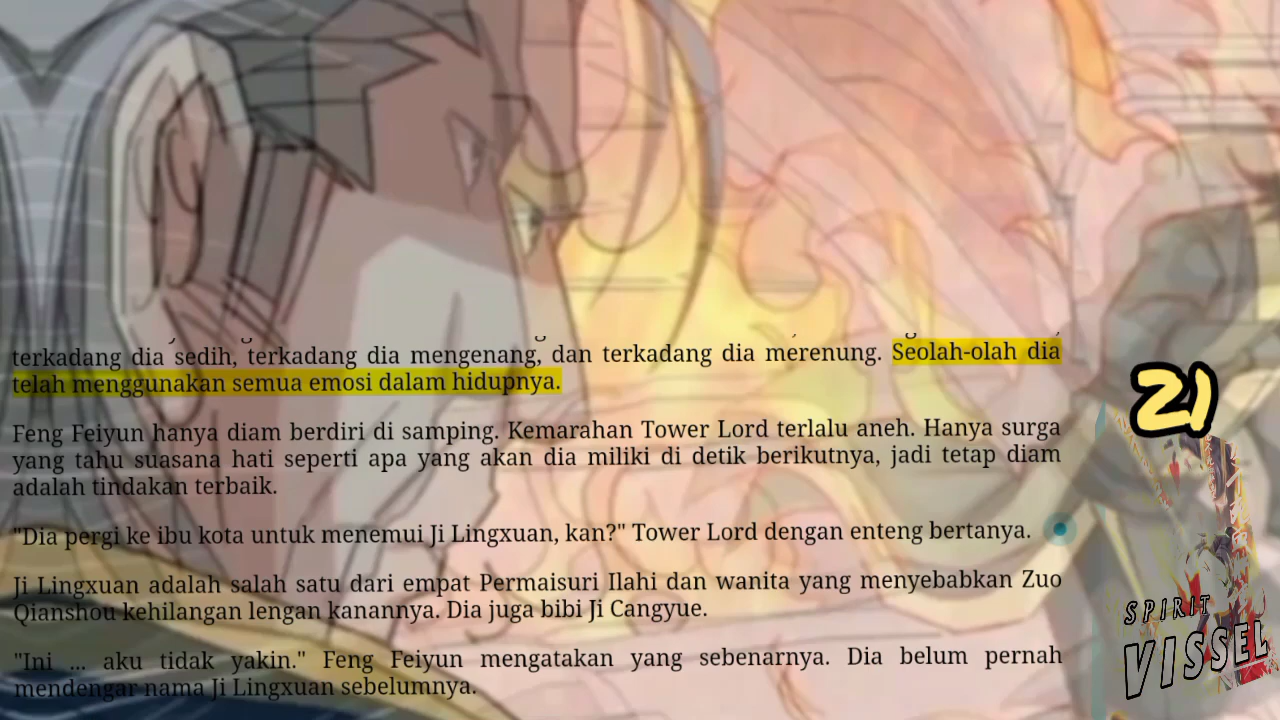 terkadang dia sedih, terkadang dia mengenang, dan terkadang dia merenung. Seolah-olah dia
telah menggunakan semua emosi dalam hidupnya.
Feng Feiyun hanya diam berdiri di samping. Kemarahan Tower Lord terlalu aneh. Hanya surga
yang tahu suasana hati seperti apa yang akan dia miliki di detik berikutnya, jadi tetap diam
adalah tindakan terbaik.
"Dia pergi ke ibu kota untuk menemui Ji Lingxuan, kan?" Tower Lord dengan enteng bertanya.
Ji Lingxuan adalah salah satu dari empat Permaisuri Ilahi dan wanita yang menyebabkan Zuo
Qianshou kehilangan lengan kanannya. Dia juga bibi Ji Cangyue.
"Ini ... aku tidak yakin." Feng Feiyun mengatakan yang sebenarnya. Dia belum pernah
mendengar nama Ji Lingxuan sebelumnya.
21
SPIRIT
VISSEL